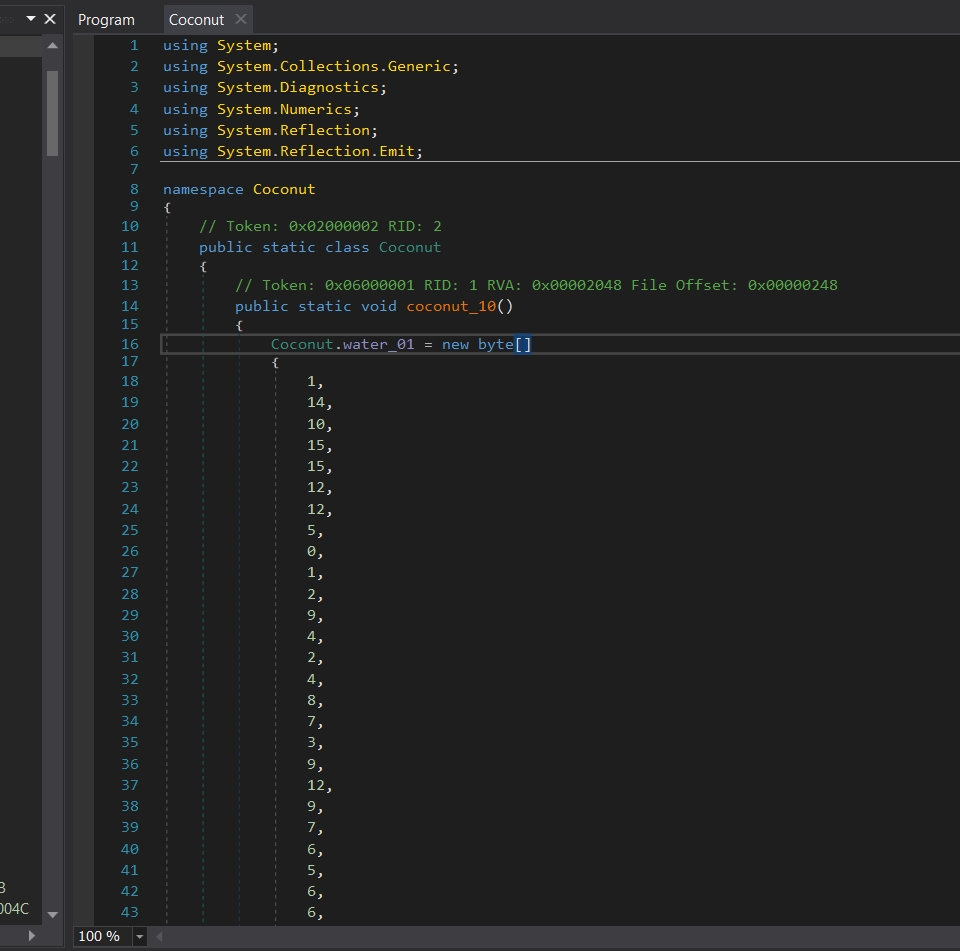 Program Coconut
1 using System;
2 using System.Collections.Generic;
3 using System.Diagnostics;
4 using System.Numerics;
5 using System.Reflection;
6 using System.Reflection.Emit;
7
8 namespace Coconut
9 {
10 // Token: 0x02000002 RID: 2
11 public static class Coconut
12 {
13 // Token: 0x06000001 RID: 1 RVA: 0x00002048 File Offset: 0x00000248
14 public static void coconut_10()
15 {
16 Coconut.water_01 = new byte[]
17 {
18 1,
19 14,
20 10,
21 15,
22 15,
23 12,
24 12,
25 5,
26 0,
27 1,
28 2,
29 9,
30 4,
31 2,
32 4,
33 8,
34 7,
35 3,
36 9,
37 12,
38 9,
39 7,
40 6,
41 5,
42 6,
43 6,
004C
100 %